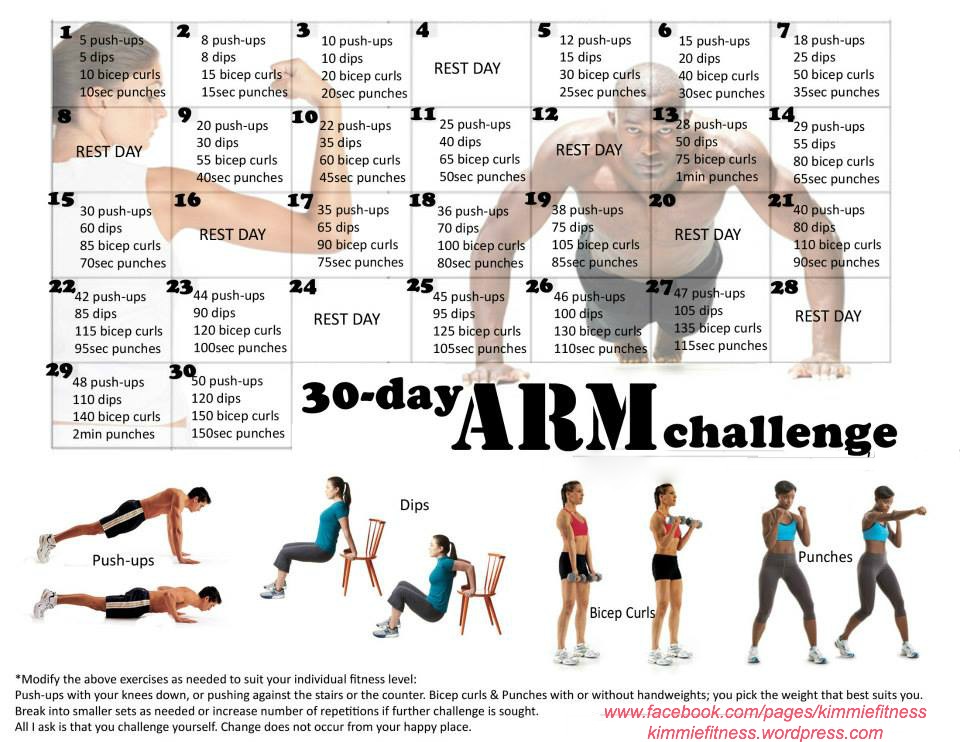 1
5 push-ups
5 dips
10 bicep curls
10sec punches
2
8 push-ups
8 dips
15 bicep curls
15sec punches
3
10 push-ups
10 dips
20 bicep curls
20sec punches
4
REST DAY
5
12 push-ups
15 dips
30 bicep curls
25sec punches
6
15 push-ups
20 dips
40 bicep curls
30sec punches
7
18 push-ups
25 dips
50 bicep curls
35sec punches
8
REST DAY
9
20 push-ups
30 dips
55 bicep curls
40sec punches
10
22 push-ups
35 dips
60 bicep curls
45sec punches
11
25 push-ups
40 dips
65 bicep curls
50sec punches
12
REST DAY
13
28 push-ups
50 dips
75 bicep curls
1min punches
14
29 push-ups
55 dips
80 bicep curls
65sec punches
15
30 push-ups
60 dips
85 bicep curls
70sec punches
16
REST DAY
17
35 push-ups
65 dips
90 bicep curls
75sec punches
18
36 push-ups
70 dips
100 bicep curls
80sec punches
19
38 push-ups
75 dips
105 bicep curls
85sec punches
20
REST DAY
21
40 push-ups
80 dips
110 bicep curls
90sec punches
22
42 push-ups
85 dips
115 bicep curls
95sec punches
23
44 push-ups
90 dips
120 bicep curls
100sec punches
24
REST DAY
25
45 push-ups
95 dips
125 bicep curls
105sec punches
26
46 push-ups
100 dips
130 bicep curls
110sec punches
27
47 push-ups
105 dips
135 bicep curls
115sec punches
28
REST DAY
29
48 push-ups
110 dips
140 bicep curls
2min punches
30
50 push-ups
120 dips
150 bicep curls
150sec punches
30-day ARM challenge
Push-ups
Dips
Bicep Curls
Punches
*Modify the above exercises as needed to suit your individual fitness level:
Push-ups with your knees down, or pushing against the stairs or the counter. Bicep curls & Punches with or without handweights; you pick the weight that best suits you.
Break into smaller sets as needed or increase number of repetitions if further challenge is sought.
All I ask is that you challenge yourself. Change does not occur from your happy place.
www.facebook.com/pages/kimmiefitness
kimmiefitness.wordpress.com